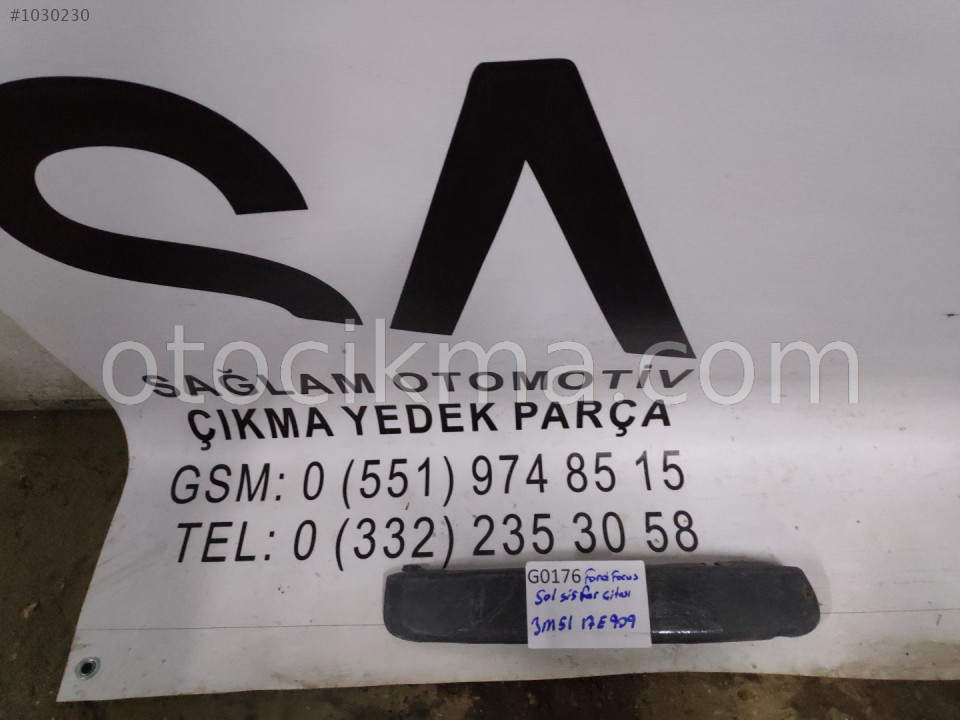 #1030230
SA
otocikma.com
SAĞLAM OTOMOTİV
ÇIKMA YEDEK PARÇA
GSM: 0 (551) 974 85 15
TEL: 0 (332) 235 30 58
G0176 Ford Focus
Sol sis far çıtası
3M51 17E929